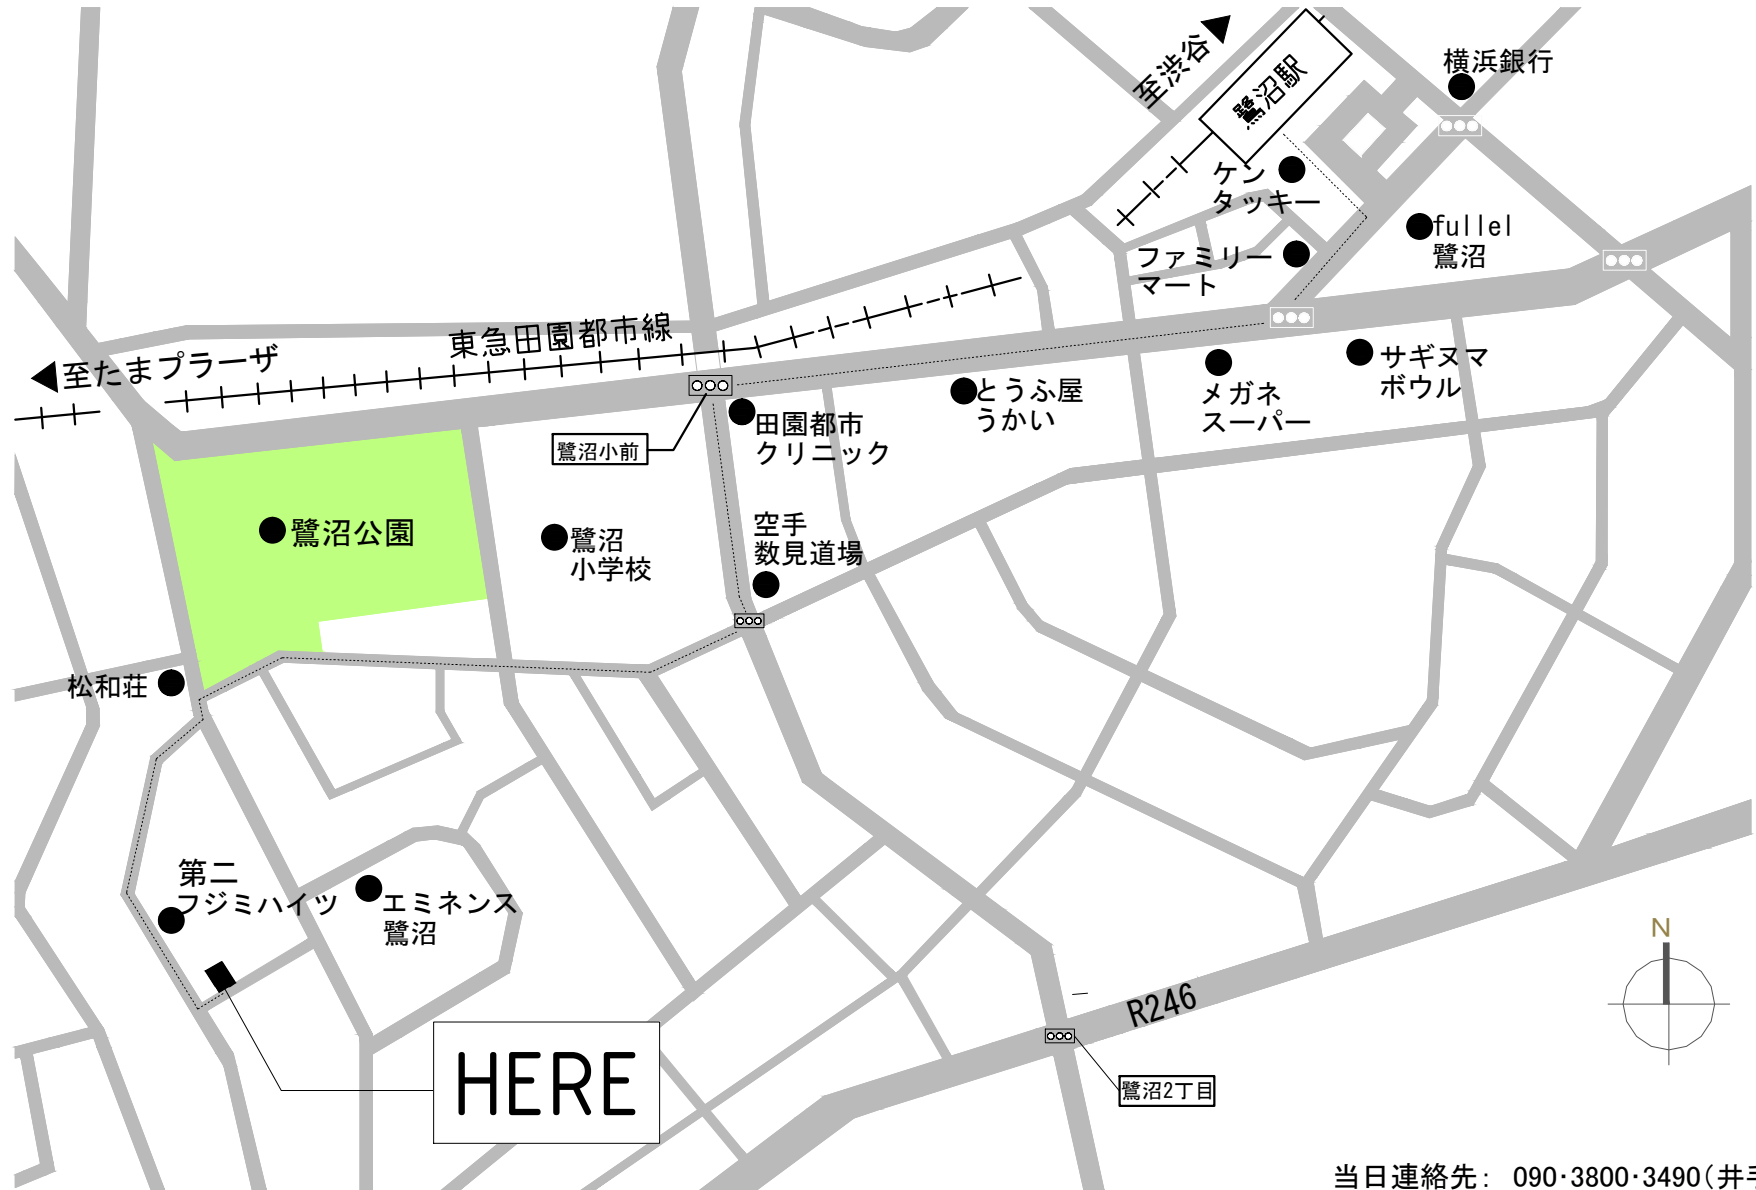 横浜銀行
至渋谷
鷺沼駅
ケン
タッキー
fullel
鷺沼
ファミリー
マート
東急田園都市線
至たまプラーザ
サギヌマ
ボウル
メガネ
スーパー
とうふ屋
うかい
田園都市
クリニック
鷺沼小前
鷺沼公園
鷺沼
小学校
空手
数見道場
松和荘
第二
フジミハイツ
エミネンス
鷺沼
N
R246
HERE
鷺沼2丁目
当日連絡先: 090・3800・3490(井手